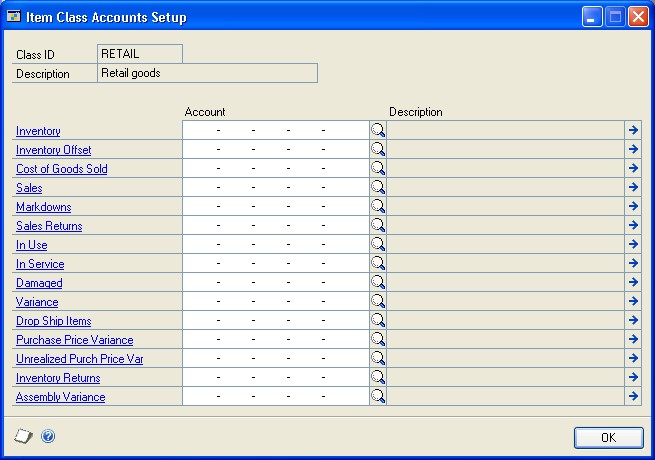 Item Class Accounts Setup
Class ID RETAIL
Description Retail goods
Account Description
Inventory - - - -
Inventory Offset - - - -
Cost of Goods Sold - - - -
Sales - - - -
Markdowns - - - -
Sales Returns - - - -
In Use - - - -
In Service - - - -
Damaged - - - -
Variance - - - -
Drop Ship Items - - - -
Purchase Price Variance - - - -
Unrealized Purch Price Var - - - -
Inventory Returns - - - -
Assembly Variance - - - -
OK